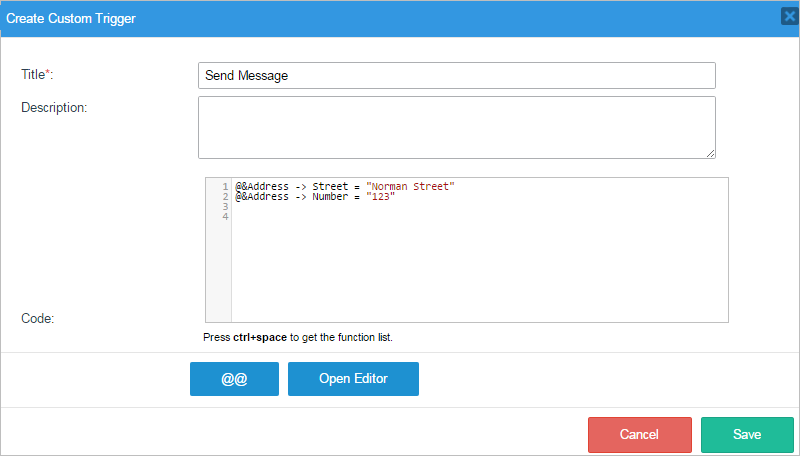 Create Custom Trigger
Title*:
Send Message
Description:
1 @&Address -> Street = "Norman Street"
2 @&Address -> Number = "123"
3
4
Code:
Press ctrl+space to get the function list.
@@ Open Editor
Cancel Save